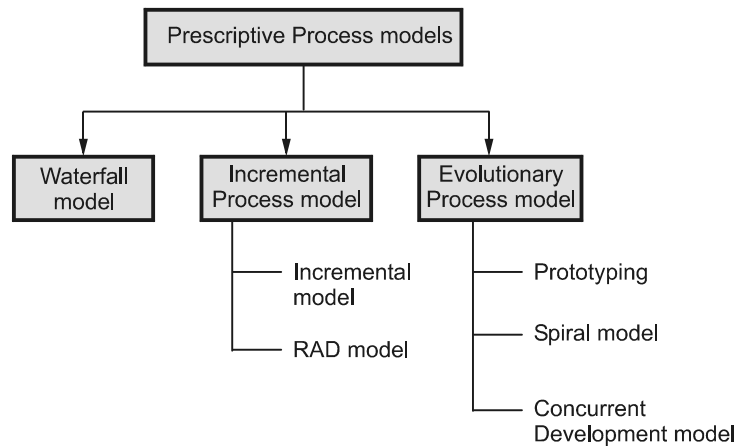 Prescriptive Process models
Waterfall
model
Incremental
Process model
Evolutionary
Process model
Incremental
model
RAD model
Prototyping
Spiral model
Concurrent
Development model